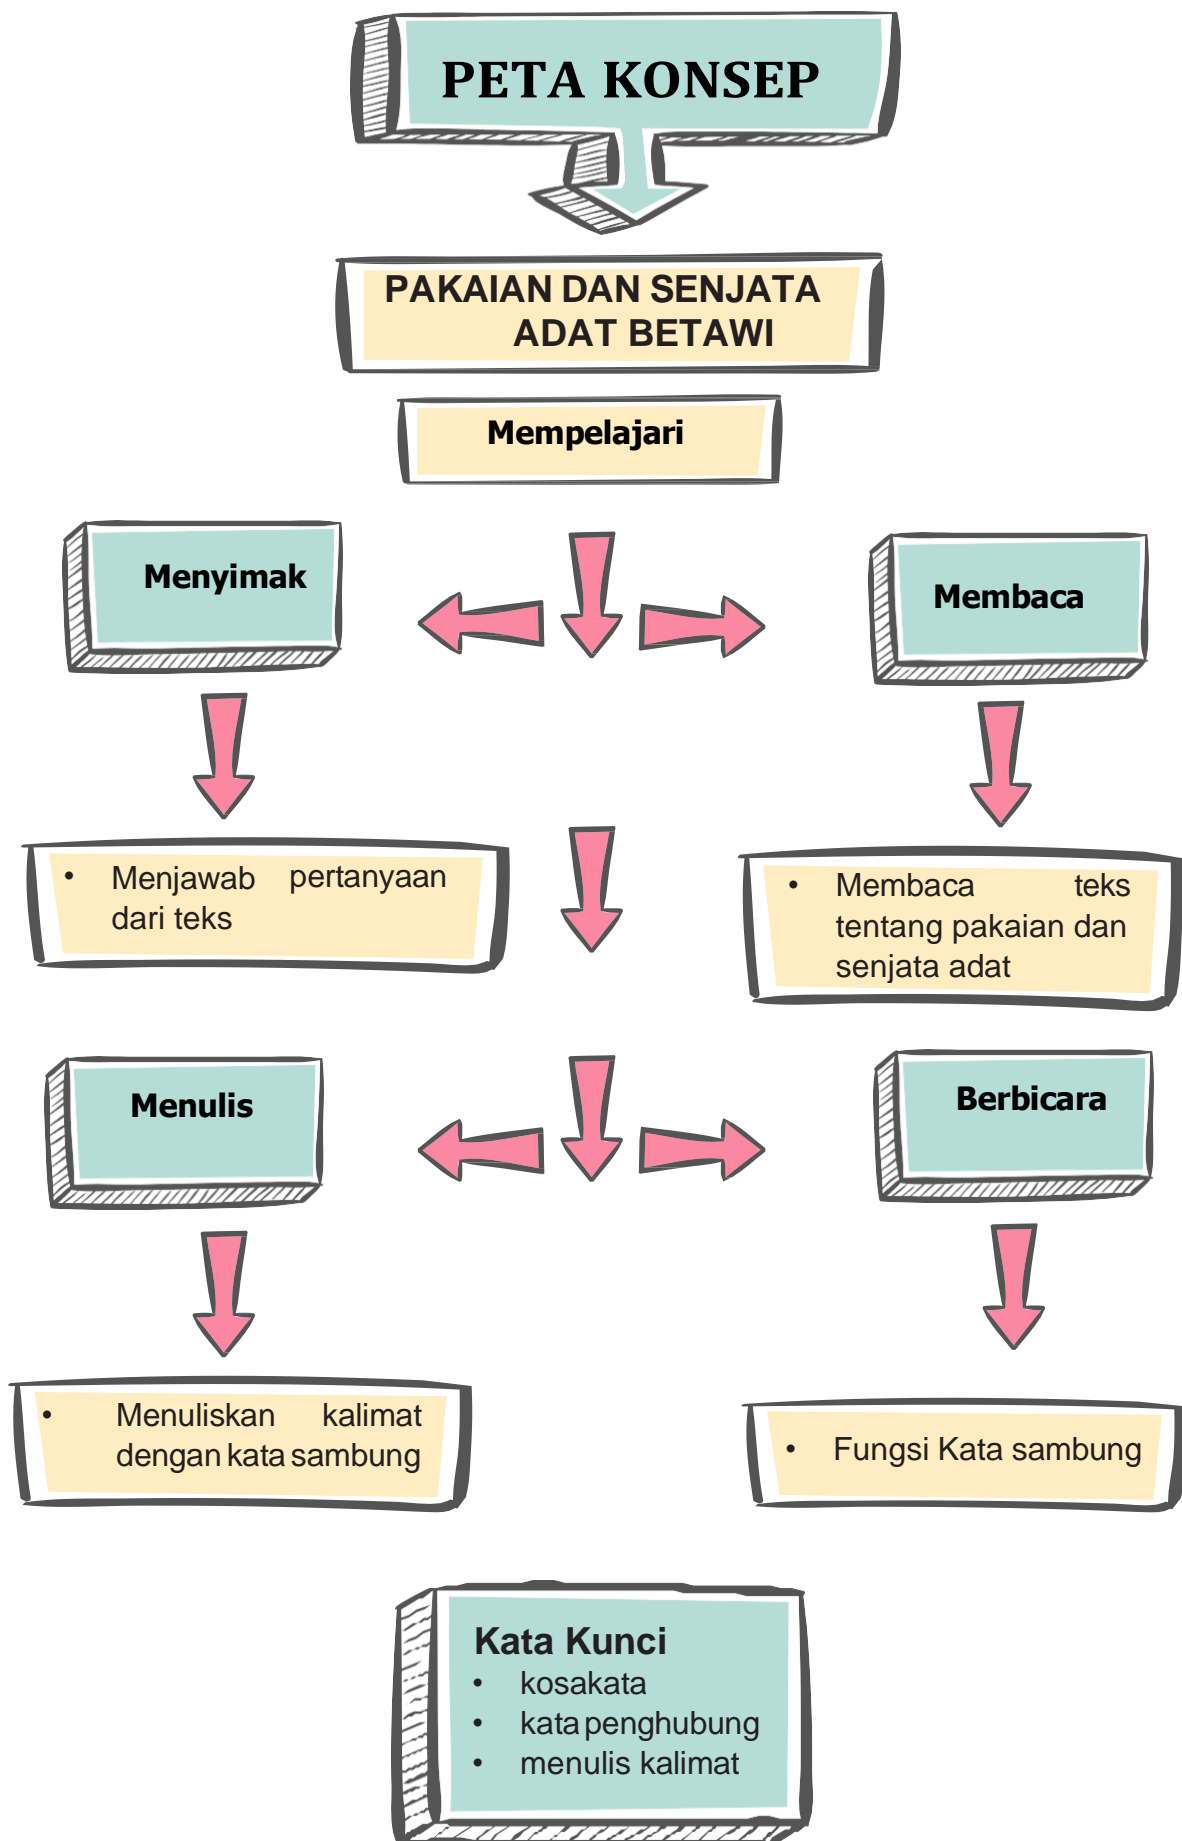 PETA KONSEP
PAKAIAN DAN SENJATA
ADAT BETAWI
Mempelajari
Menyimak
Membaca
• Menjawab pertanyaan
dari teks
• Membaca teks
tentang pakaian dan
senjata adat
Menulis
Berbicara
• Menuliskan kalimat
dengan kata sambung
• Fungsi Kata sambung
Kata Kunci
• kosakata
• kata penghubung
• menulis kalimat